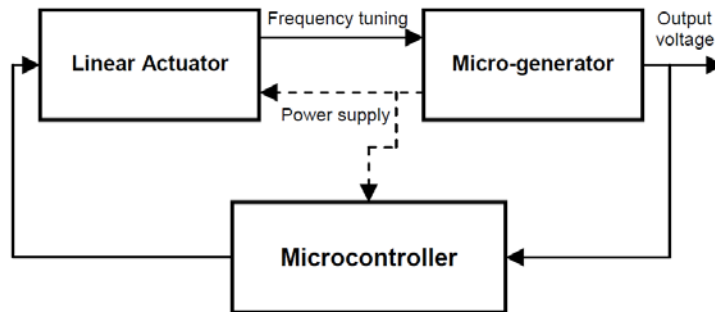 Frequency tuning
Output
voltage
Linear Actuator
Micro-generator
Power supply
Microcontroller